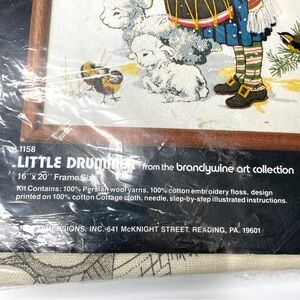 1158
LITTLE DRUMMER from the brandywine art collection
16" x 20" Frame Size
Kit Contains: 100% Persian wool yarns, 100% cotton embroidery floss, design
printed on 100% cotton Cottage cloth, needle, step-by-step illustrated instructions.
DIMENSIONS, INC. 641 McKNIGHT STREET, READING, PA. 19601